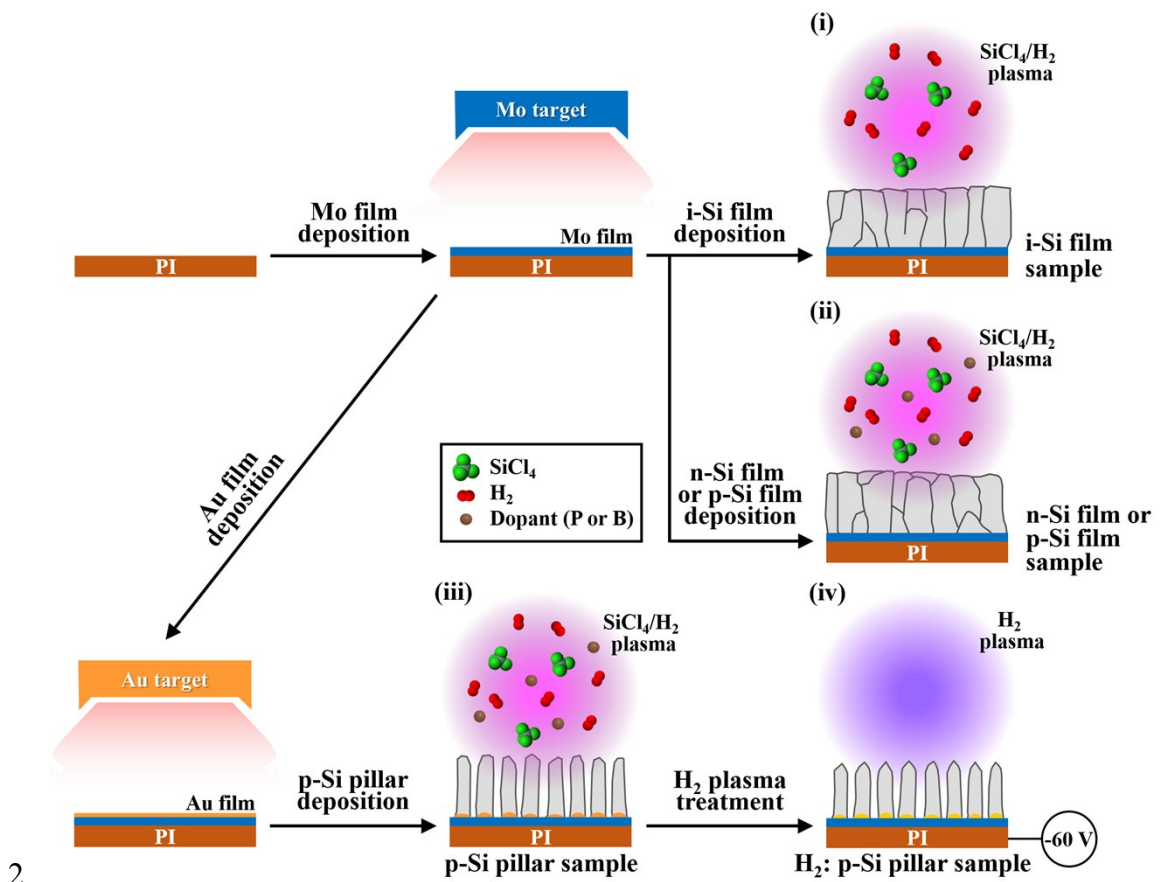 (i)
SiCl4/H2
plasma
Mo target
Mo film
deposition
i-Si film
deposition
Mo film
PI
PI
PI
i-Si film
sample
(ii)
SiCl4/H2
plasma
Au film
deposition
SiCl4
H2
Dopant (P or B)
n-Si film
or p-Si film
deposition
PI
n-Si film or
p-Si film
sample
(iii)
SiCl4/H2
plasma
(iv)
H2
plasma
Au target
p-Si pillar
deposition
H2 plasma
treatment
Au film
PI
PI
PI
-60 V
p-Si pillar sample
H2: p-Si pillar sample
2